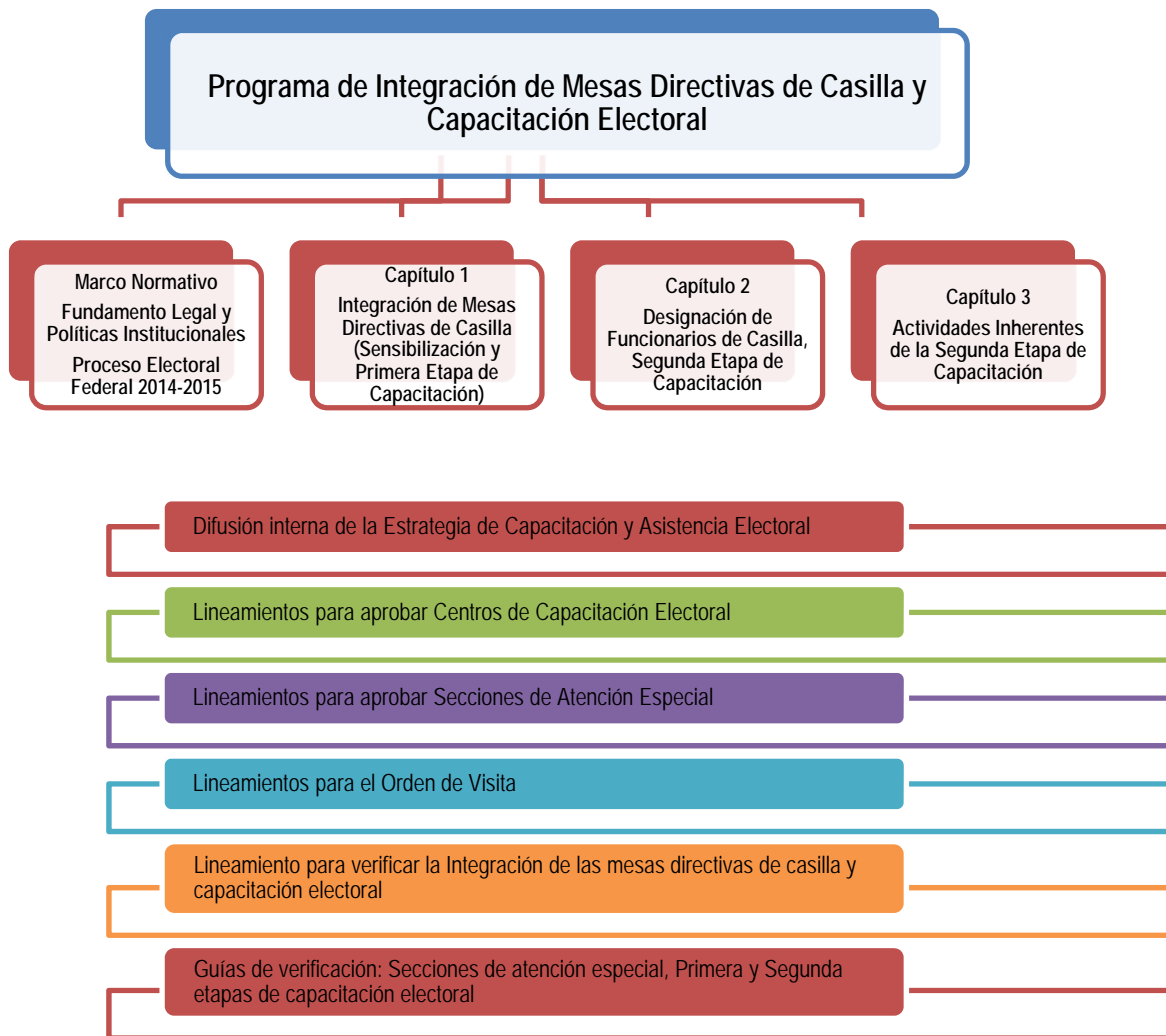 Programa de Integración de Mesas Directivas de Casilla y
Capacitación Electoral
Marco Normativo
Fundamento Legal y
Políticas Institucionales
Proceso Electoral
Federal 2014-2015
Capítulo 1
Integración de Mesas
Directivas de Casilla
(Sensibilización y
Primera Etapa de
Capacitación)
Capítulo 2
Designación de
Funcionarios de Casilla,
Segunda Etapa de
Capacitación
Capítulo 3
Actividades Inherentes
de la Segunda Etapa de
Capacitación
Difusión interna de la Estrategia de Capacitación y Asistencia Electoral
Lineamientos para aprobar Centros de Capacitación Electoral
Lineamientos para aprobar Secciones de Atención Especial
Lineamientos para el Orden de Visita
Lineamiento para verificar la Integración de las mesas directivas de casilla y
capacitación electoral
Guías de verificación: Secciones de atención especial, Primera y Segunda
etapas de capacitación electoral